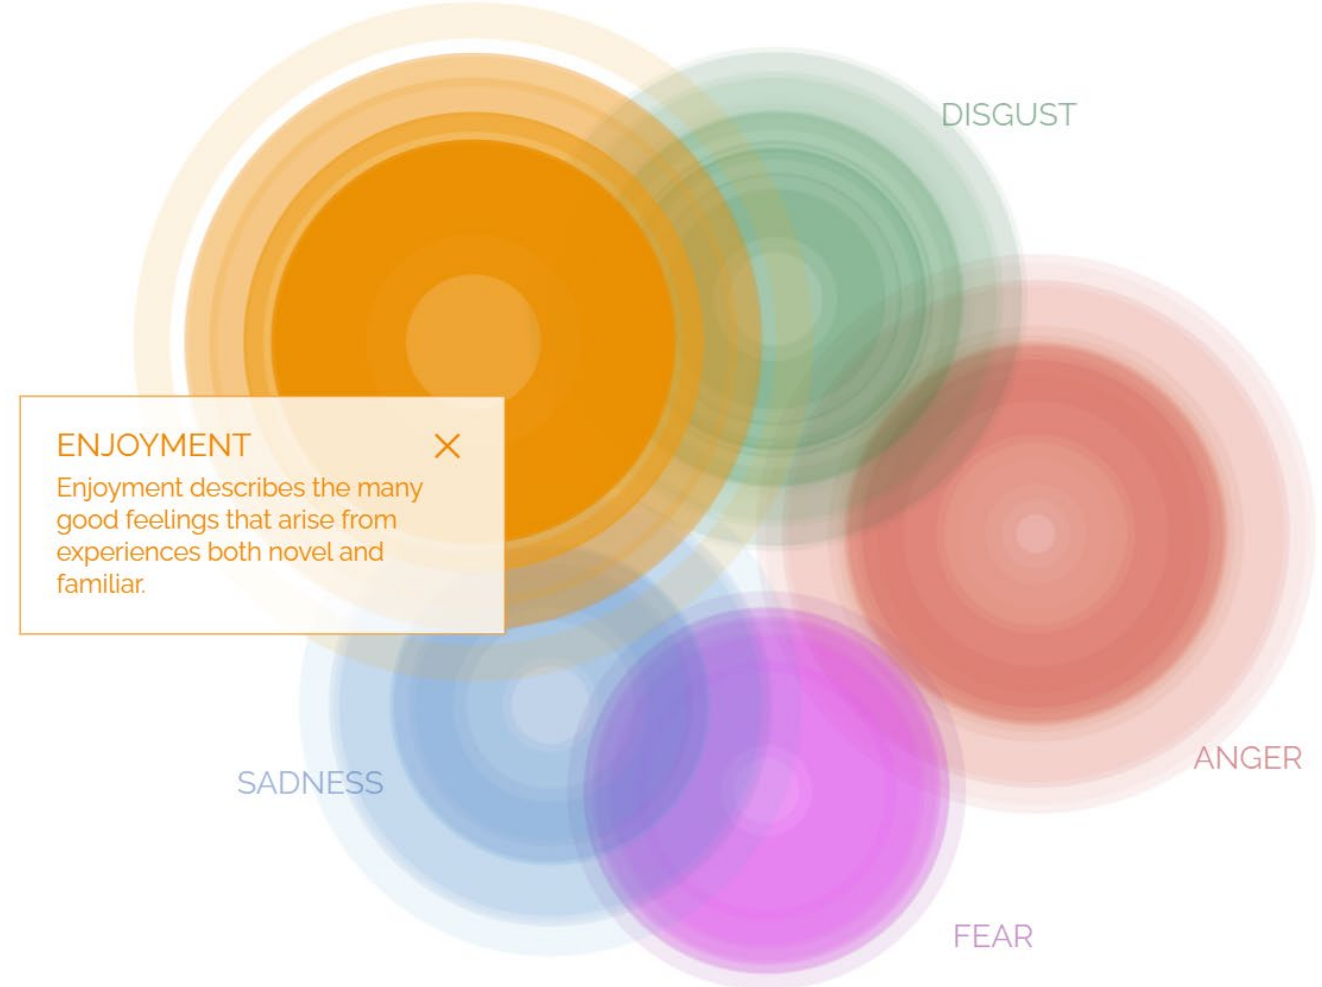 DISGUST
ENJOYMENT
Enjoyment describes the many
good feelings that arise from
experiences both novel and
familiar.
ANGER
SADNESS
FEAR